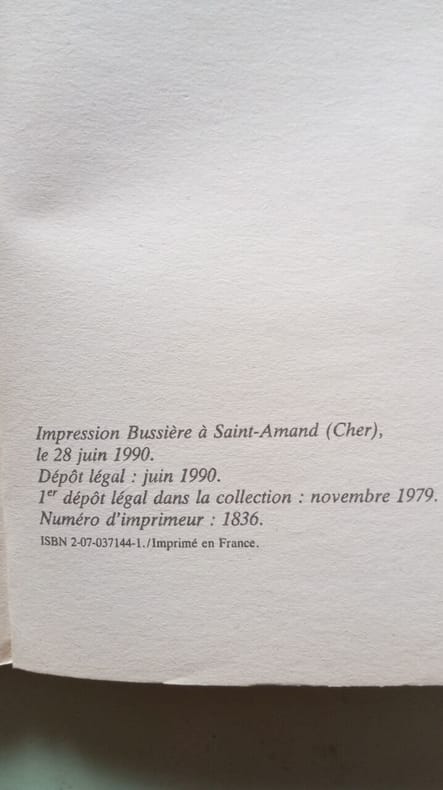 Impression Bussière à Saint-Amand (Cher),
le 28 juin 1990.
Dépôt légal : juin 1990.
1er dépôt légal dans la collection : novembre 1979.
Numéro d'imprimeur : 1836.
ISBN 2-07-037144-1./Imprimé en France.